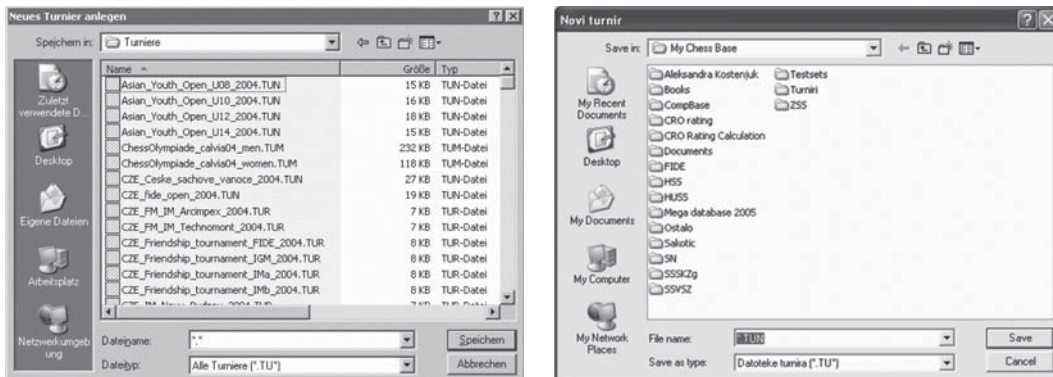 Neues Turnier anlegen
Speichern in: Turniere
Zuletzt
verwendete D...
Desktop
Eigene Dateien
Arbeitsplatz
Netzwerkumgeb
ung
Name Größe Typ
Asian_Youth_Open_U08_2004.TUN 15 KB TUN-Datei
Asian_Youth_Open_U10_2004.TUN 16 KB TUN-Datei
Asian_Youth_Open_U12_2004.TUN 18 KB TUN-Datei
Asian_Youth_Open_U14_2004.TUN 15 KB TUN-Datei
ChessOlympiade_calvia04_men.TUM 232 KB TUM-Datei
ChessOlympiade_calvia04_women.TUM 118 KB TUM-Datei
CZE_Ceske_sachove_vanoce_2004.TUN 27 KB TUN-Datei
CZE_fide_open_2004.TUN 19 KB TUN-Datei
CZE_FM_IM_Arcimpex_2004.TUR 7 KB TUR-Datei
CZE_FM_IM_Technomont_2004.TUR 7 KB TUR-Datei
CZE_Friendship_tournament_FIDE_2004.TUR 8 KB TUR-Datei
CZE_Friendship_tournament_IGM_2004.TUR 8 KB TUR-Datei
CZE_Friendship_tournament_IMa_2004.TUR 8 KB TUR-Datei
CZE_Friendship_tournament_IMb_2004.TUR 8 KB TUR-Datei
Dateiname: *.* Speichern
Dateityp: Alle Turniere (*.TU*) Abbrechen
Novi turnir
Save in: My Chess Base
My Recent
Documents
Desktop
My Documents
My Computer
My Network
Places
Aleksandra Kostenjuk
Books
CompBase
CRO rating
CRO Rating Calculation
Documents
FIDE
HSS
HUSS
Mega database 2005
Ostalo
Sakotic
SN
SSSKZg
SSVSZ
Testsets
Turniri
ZSS
File name: *.TUN Save
Save as type: Datoteke turnira (*.TU*) Cancel